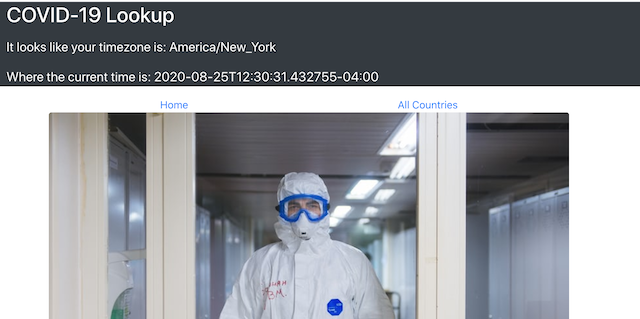 COVID-19 Lookup
It looks like your timezone is: America/New_York
Where the current time is: 2020-08-25T12:30:31.432755-04:00
Home All Countries